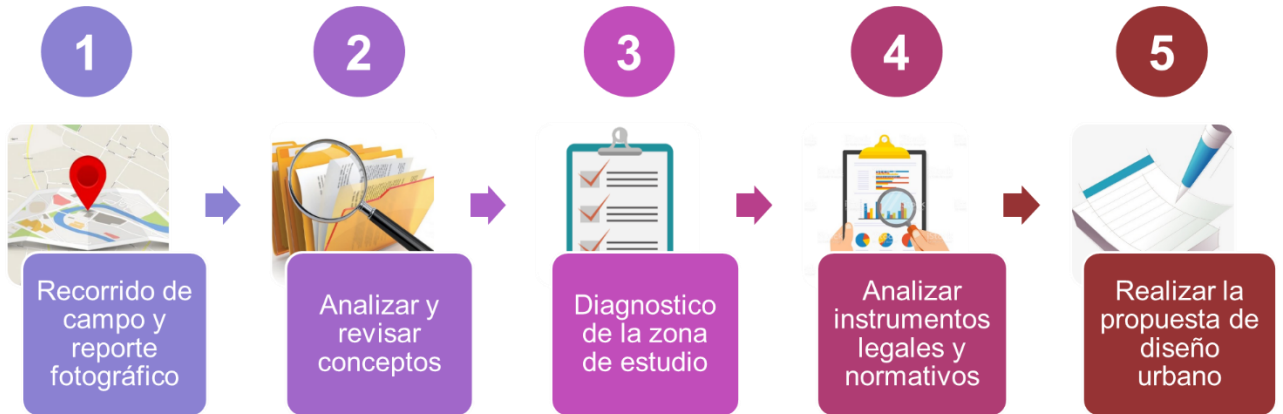 1
2
3
4
5
Recorrido de
campo y
reporte
fotográfico
Analizar y
revisar
conceptos
Diagnostico
de la zona
de estudio
Analizar
instrumentos
legales y
normativos
Realizar la
propuesta de
diseño
urbano